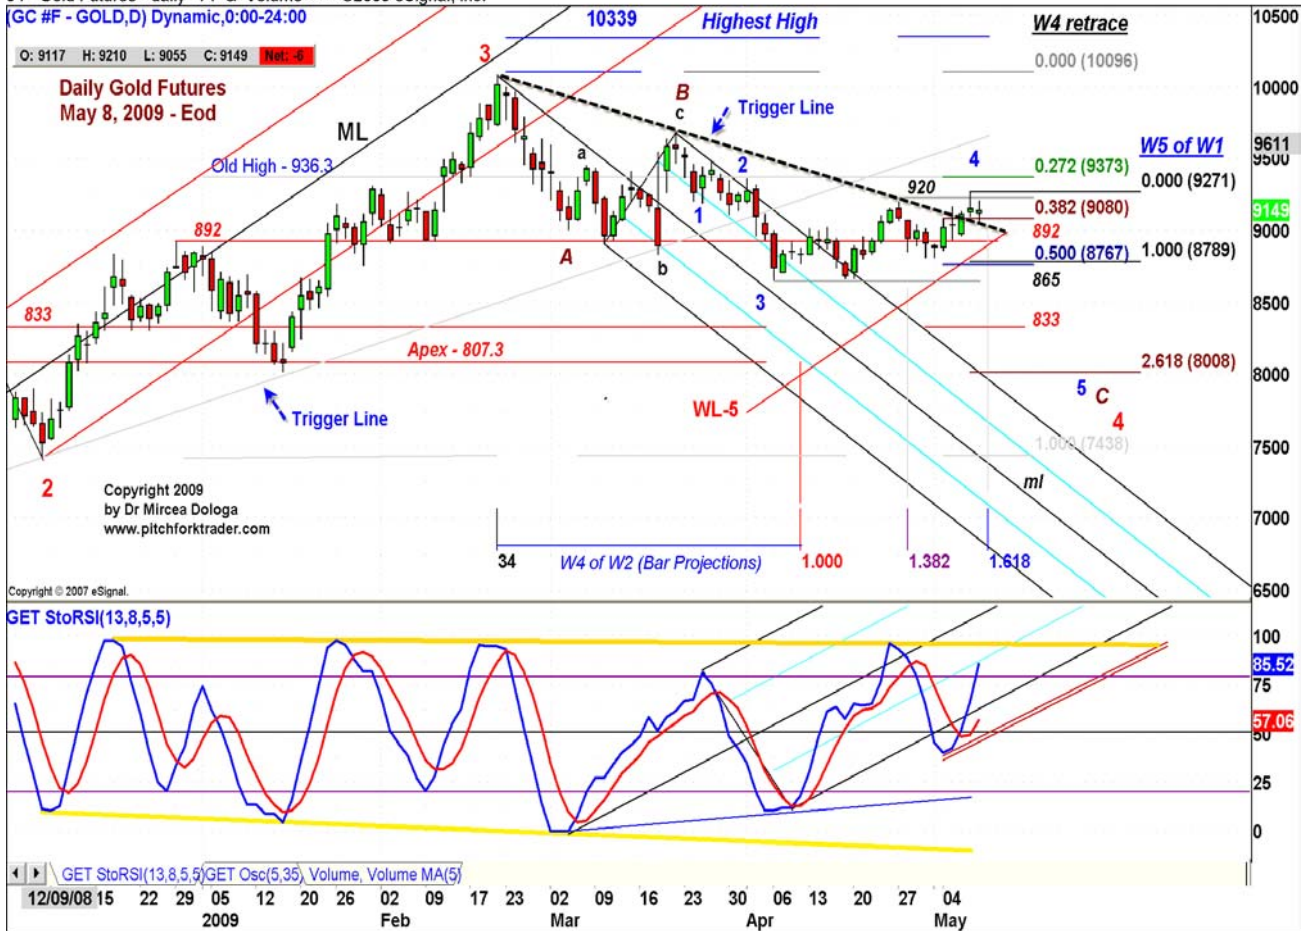 (GC #F - GOLD,D) Dynamic,0:00-24:00
O: 9117 H: 9210 L: 9055 C: 9149 Net: -6
Daily Gold Futures
May 8, 2009 - Eod
10339
Highest High
W4 retrace
0.000 (10096)
3
B
c
Trigger Line
ML
Old High - 936.3
a
2
4
W5 of W1
0.272 (9373)
0.000 (9271)
920
0.382 (9080)
892
892
1
A
b
0.500 (8767)
1.000 (8789)
865
3
833
833
Apex - 807.3
2.618 (8008)
Trigger Line
WL-5
5
C
4
1.000 (7438)
2
ml
Copyright 2009
by Dr Mircea Dologa
www.pitchforktrader.com
34
W4 of W2 (Bar Projections)
1.000
1.382
1.618
Copyright © 2007 eSignal.
10500
10000
9611
9500
9149
9000
8500
8000
7500
7000
6500
GET StoRSI(13,8,5,5)
100
85.52
75
57.06
50
25
0
GET StoRSI(13,8,5,5) GET Osc(5,35) Volume, Volume MA(5)
12/09/08 15 22 29 05 12 20 26 02 09 17 23 02 09 16 23 30 06 13 20 27 04
2009 Feb Mar Apr May